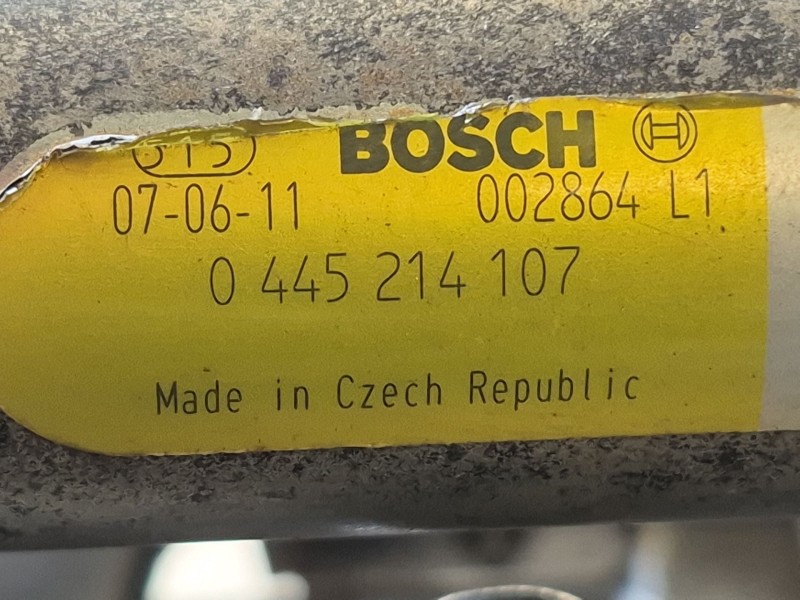 BOSCH
07-06-11 002864 L1
0 445 214 107
Made in Czech Republic